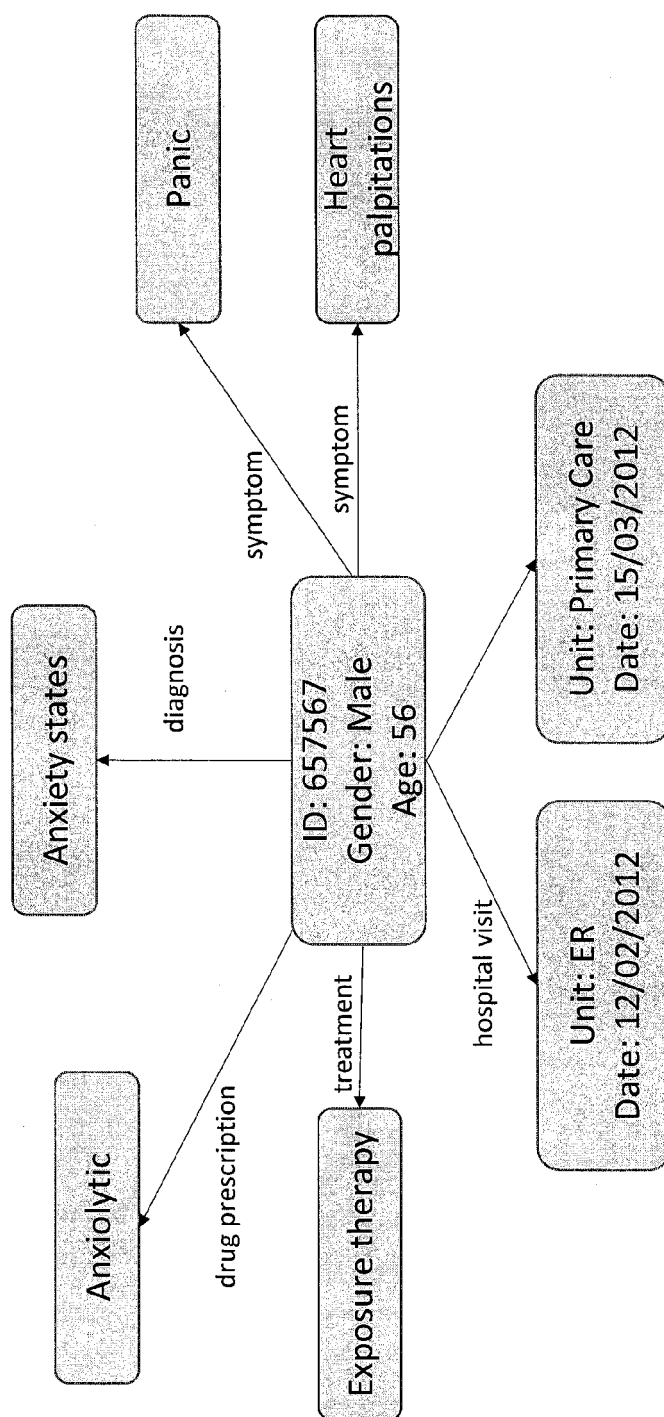 Anxiolytic
drug prescription
Anxiety states
diagnosis
symptom
Panic
Exposure therapy
treatment
ID: 657567
Gender: Male
Age: 56
symptom
Heart
palpitations
hospital visit
Unit: ER
Date: 12/02/2012
Unit: Primary Care
Date: 15/03/2012